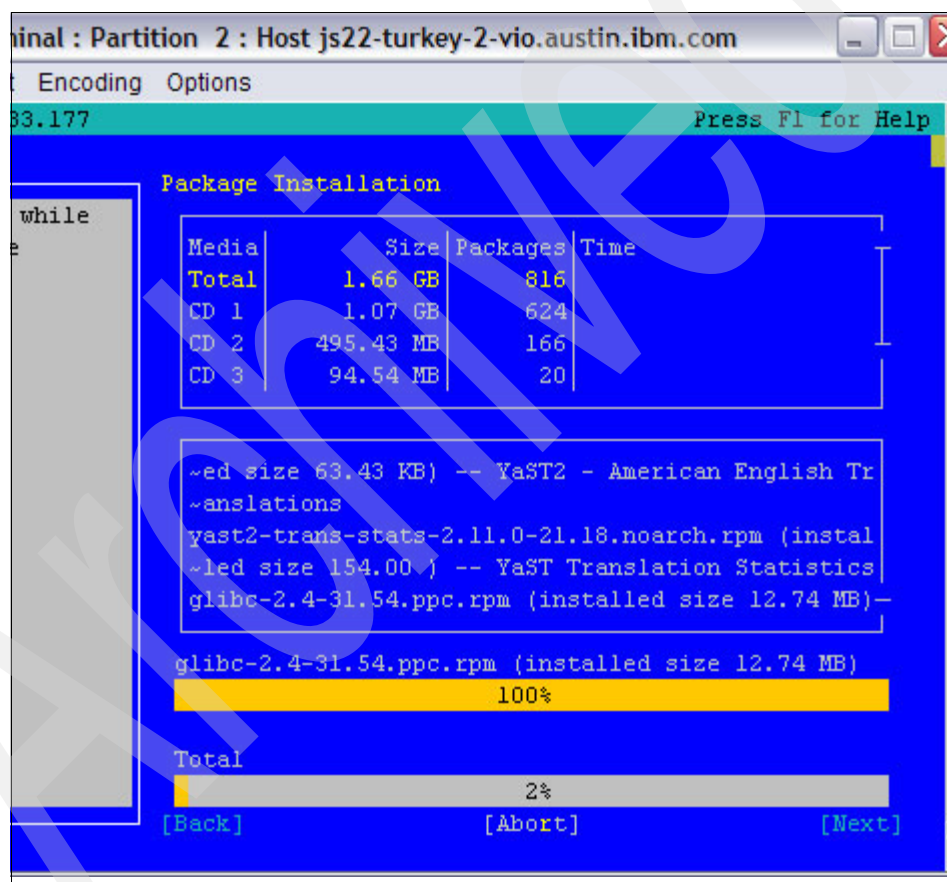 ninal : Partition 2 : Host js22-turkey-2-vio.austin.ibm.com
t Encoding Options
33.177 Press F1 for Help
while
e
Package Installation
Media Size Packages Time
Total 1.66 GB 816
CD 1 1.07 GB 624
CD 2 495.43 MB 166
CD 3 94.54 MB 20
~ed size 63.43 KB) -- YaST2 - American English Tr
~anslations
yast2-trans-stats-2.11.0-21.18.noarch.rpm (instal
~led size 154.00 ) -- YaST Translation Statistics
glibc-2.4-31.54.ppc.rpm (installed size 12.74 MB)
glibc-2.4-31.54.ppc.rpm (installed size 12.74 MB)
100%
Total
2%
[Back] [Abort] [Next]
Archived